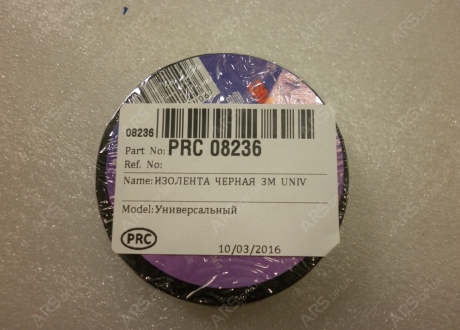 08236
Part No: PRC 08236
Ref. No:
Name: ИЗОЛЕНТА ЧЕРНАЯ 3M UNIV
Model: Универсальный
PRC
10/03/2016